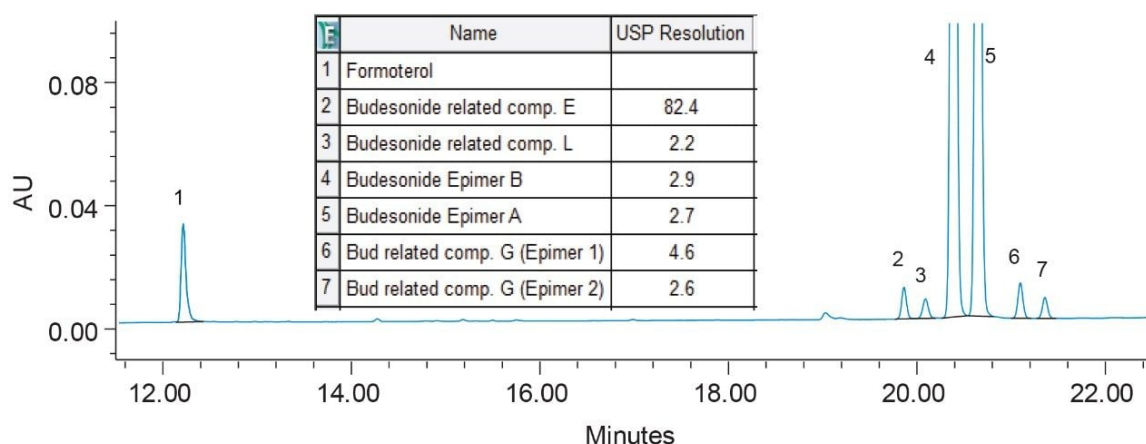 Name USP Resolution
1 Formoterol
2 Budesonide related comp. E 82.4
3 Budesonide related comp. L 2.2
4 Budesonide Epimer B 2.9
5 Budesonide Epimer A 2.7
6 Bud related comp. G (Epimer 1) 4.6
7 Bud related comp. G (Epimer 2) 2.6
4 5
0.08
AU
1
0.04
2 3 6 7
0.00
12.00 14.00 16.00 18.00 20.00 22.00
Minutes